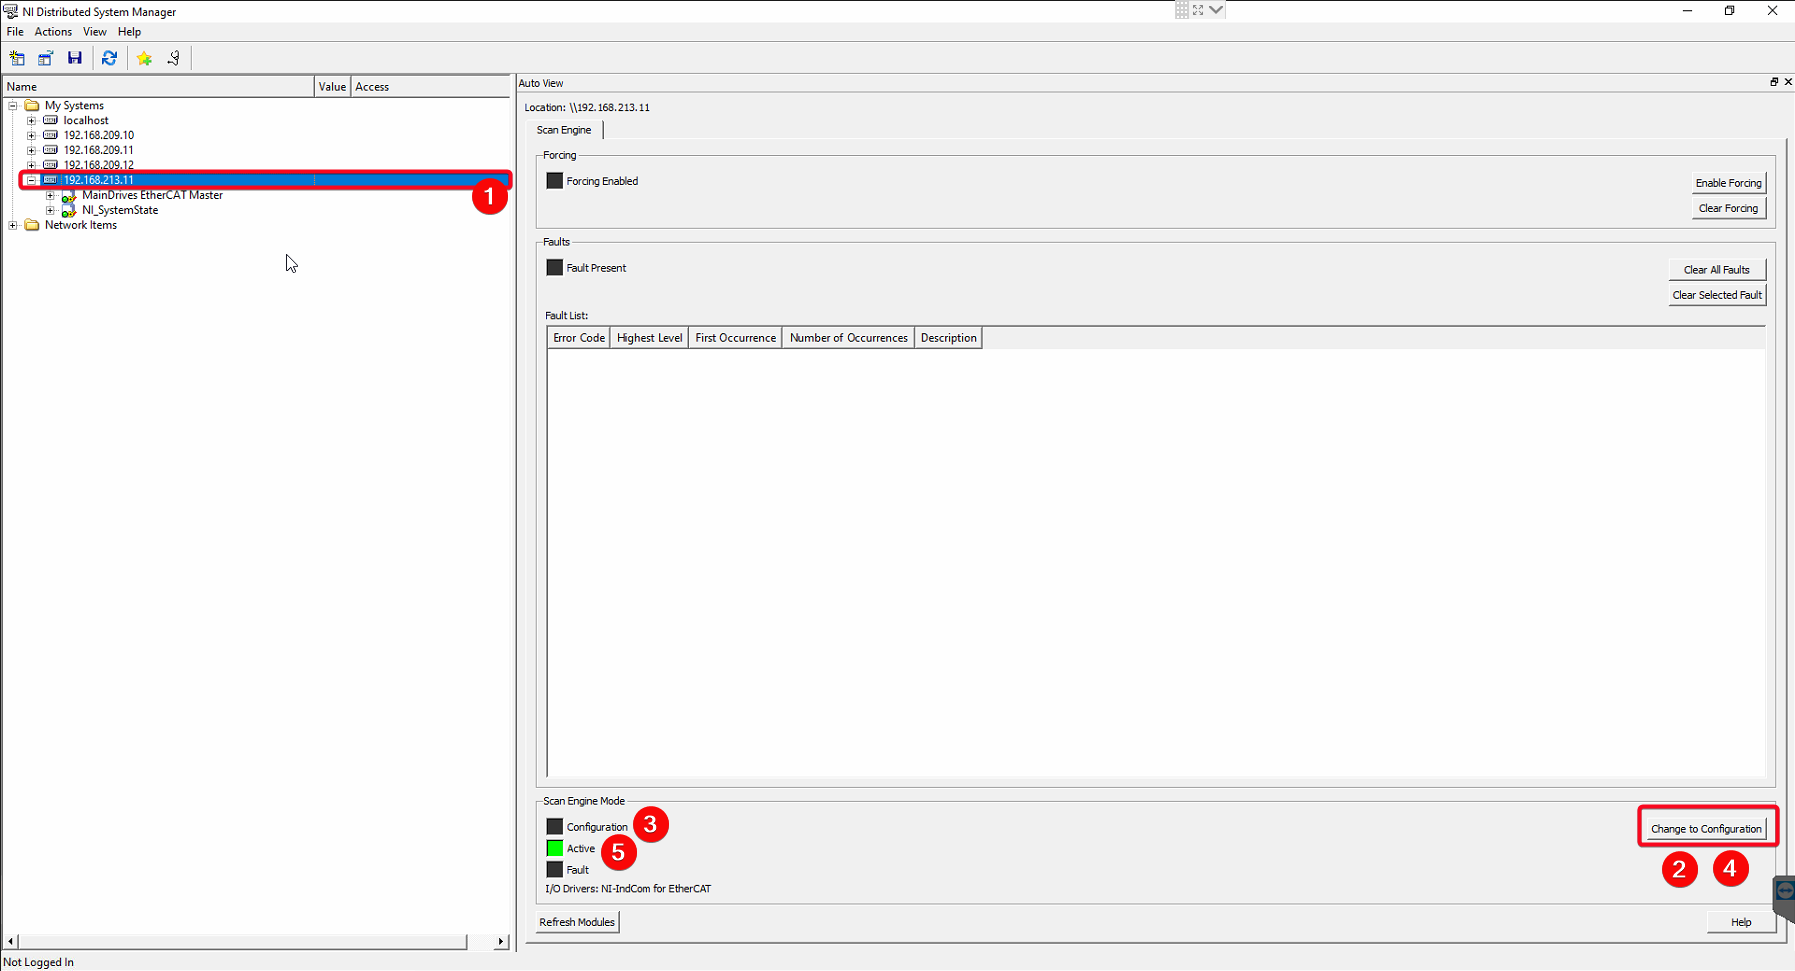 NI Distributed System Manager
File Actions View Help
Name Value Access
My Systems
localhost
192.168.209.10
192.168.209.11
192.168.209.12
192.168.213.11
1
MainDrives EtherCAT Master
NI_SystemState
Network Items
Auto View
Location: \\192.168.213.11
Scan Engine
Forcing
Forcing Enabled
Enable Forcing
Clear Forcing
Faults
Fault Present
Clear All Faults
Clear Selected Fault
Fault List:
Error Code Highest Level First Occurrence Number of Occurrences Description
Scan Engine Mode
Configuration 3
Change to Configuration
Active 5
Fault
2 4
I/O Drivers: NI-IndCom for EtherCAT
Refresh Modules
Help
Not Logged In